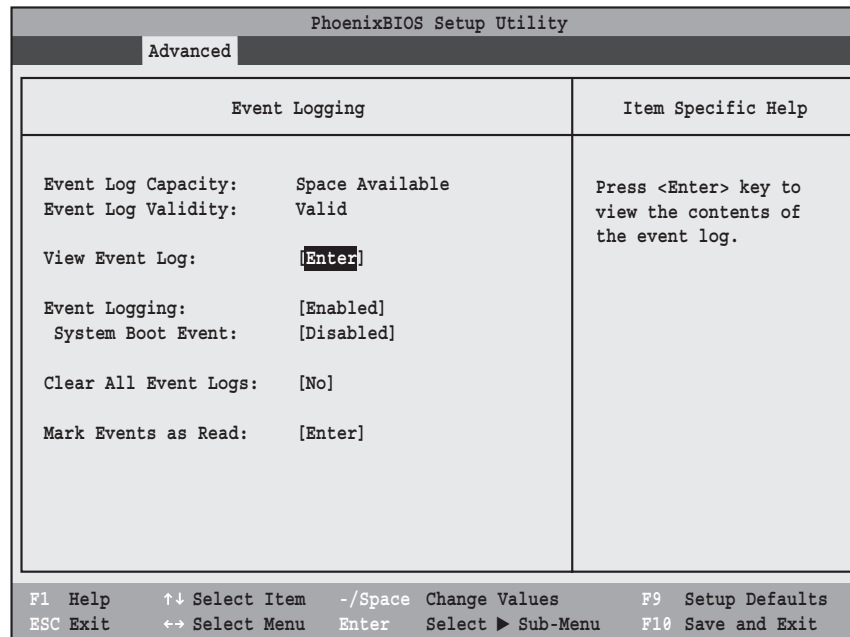 PhoenixBIOS Setup Utility
Advanced
Event Logging
Item Specific Help
Event Log Capacity: Space Available
Event Log Validity: Valid
View Event Log: [Enter]
Event Logging: [Enabled]
System Boot Event: [Disabled]
Clear All Event Logs: [No]
Mark Events as Read: [Enter]
Press <Enter> key to
view the contents of
the event log.
F1 Help ↑↓ Select Item -/Space Change Values F9 Setup Defaults
ESC Exit ←→ Select Menu Enter Select ▶ Sub-Menu F10 Save and Exit